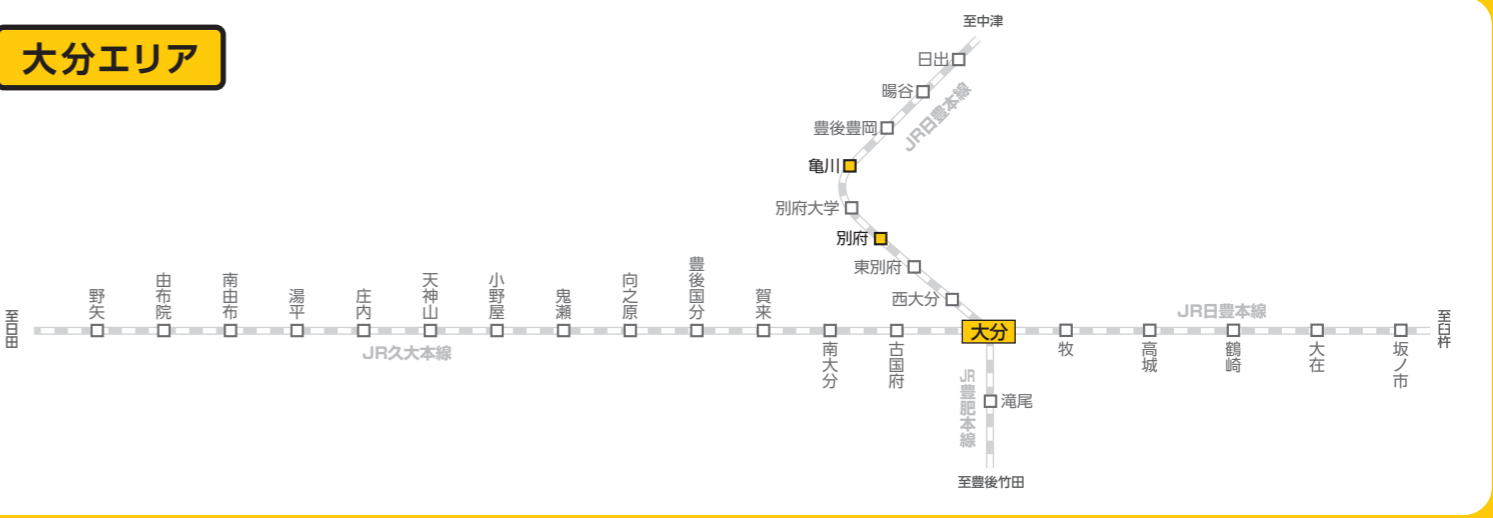 大分エリア
至中津
日出
暘谷
豊後豊岡
JR日豊本線
亀川
別府大学
別府
東別府
西大分
至日田
野矢
由布院
南由布
湯平
庄内
天神山
小野屋
鬼瀬
向之原
豊後国分
賀来
南大分
古国府
JR久大本線
大分
牧
高城
鶴崎
大在
坂ノ市
JR日豊本線
至臼杵
JR豊肥本線
滝尾
至豊後竹田